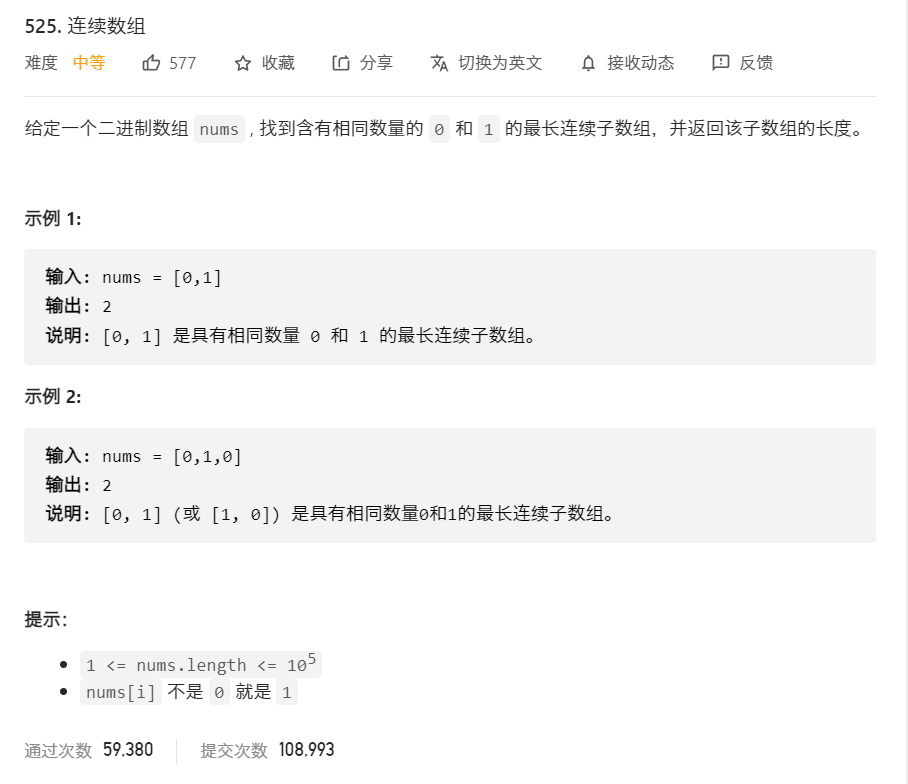 525. 连续数组
难度 中等 577 收藏 分享 切换为英文 接收动态 反馈
给定一个二进制数组 nums , 找到含有相同数量的 0 和 1 的最长连续子数组，并返回该子数组的长度。
示例 1:
输入: nums = [0,1]
输出: 2
说明: [0, 1] 是具有相同数量 0 和 1 的最长连续子数组。
示例 2:
输入: nums = [0,1,0]
输出: 2
说明: [0, 1] (或 [1, 0]) 是具有相同数量0和1的最长连续子数组。
提示：
• 1 <= nums.length <= 10⁵
• nums[i] 不是 0 就是 1
通过次数 59,380 提交次数 108,993